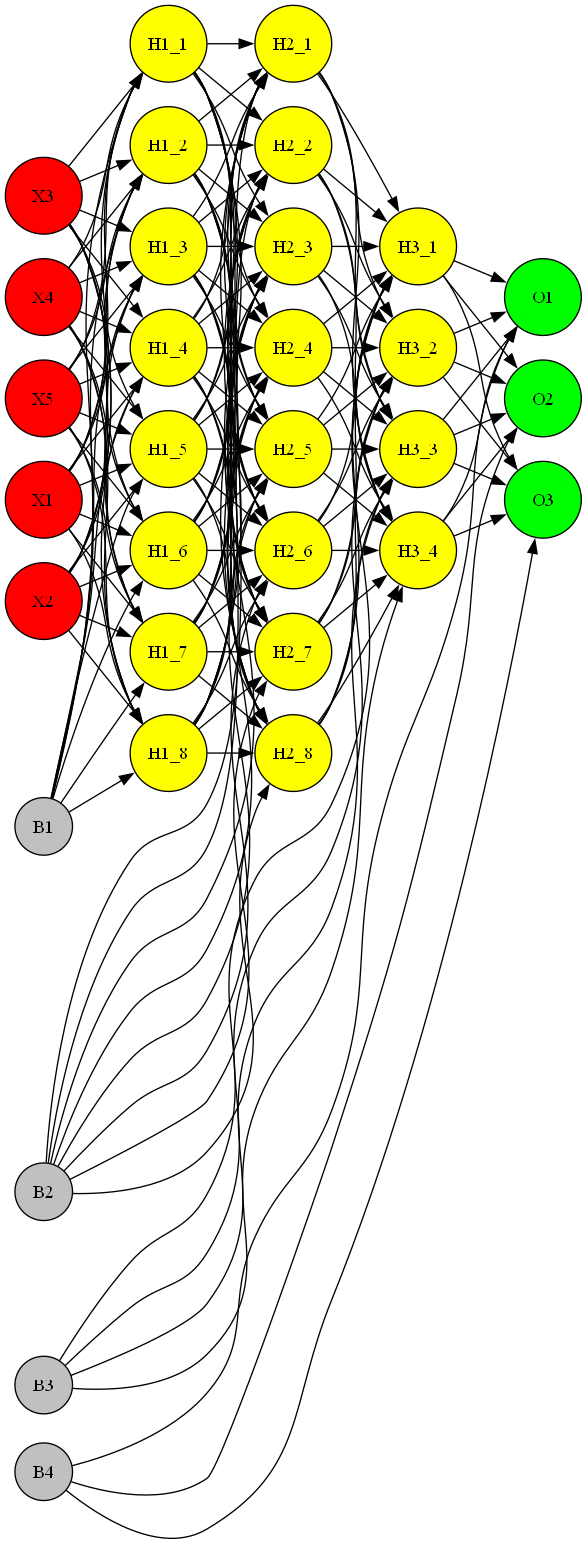 H1_1
H2_1
H1_2
H2_2
X3
H1_3
H2_3
H3_1
X4
O1
H1_4
H2_4
H3_2
X5
O2
H1_5
H2_5
H3_3
X1
O3
H1_6
H2_6
H3_4
X2
H1_7
H2_7
H1_8
H2_8
B1
B2
B3
B4